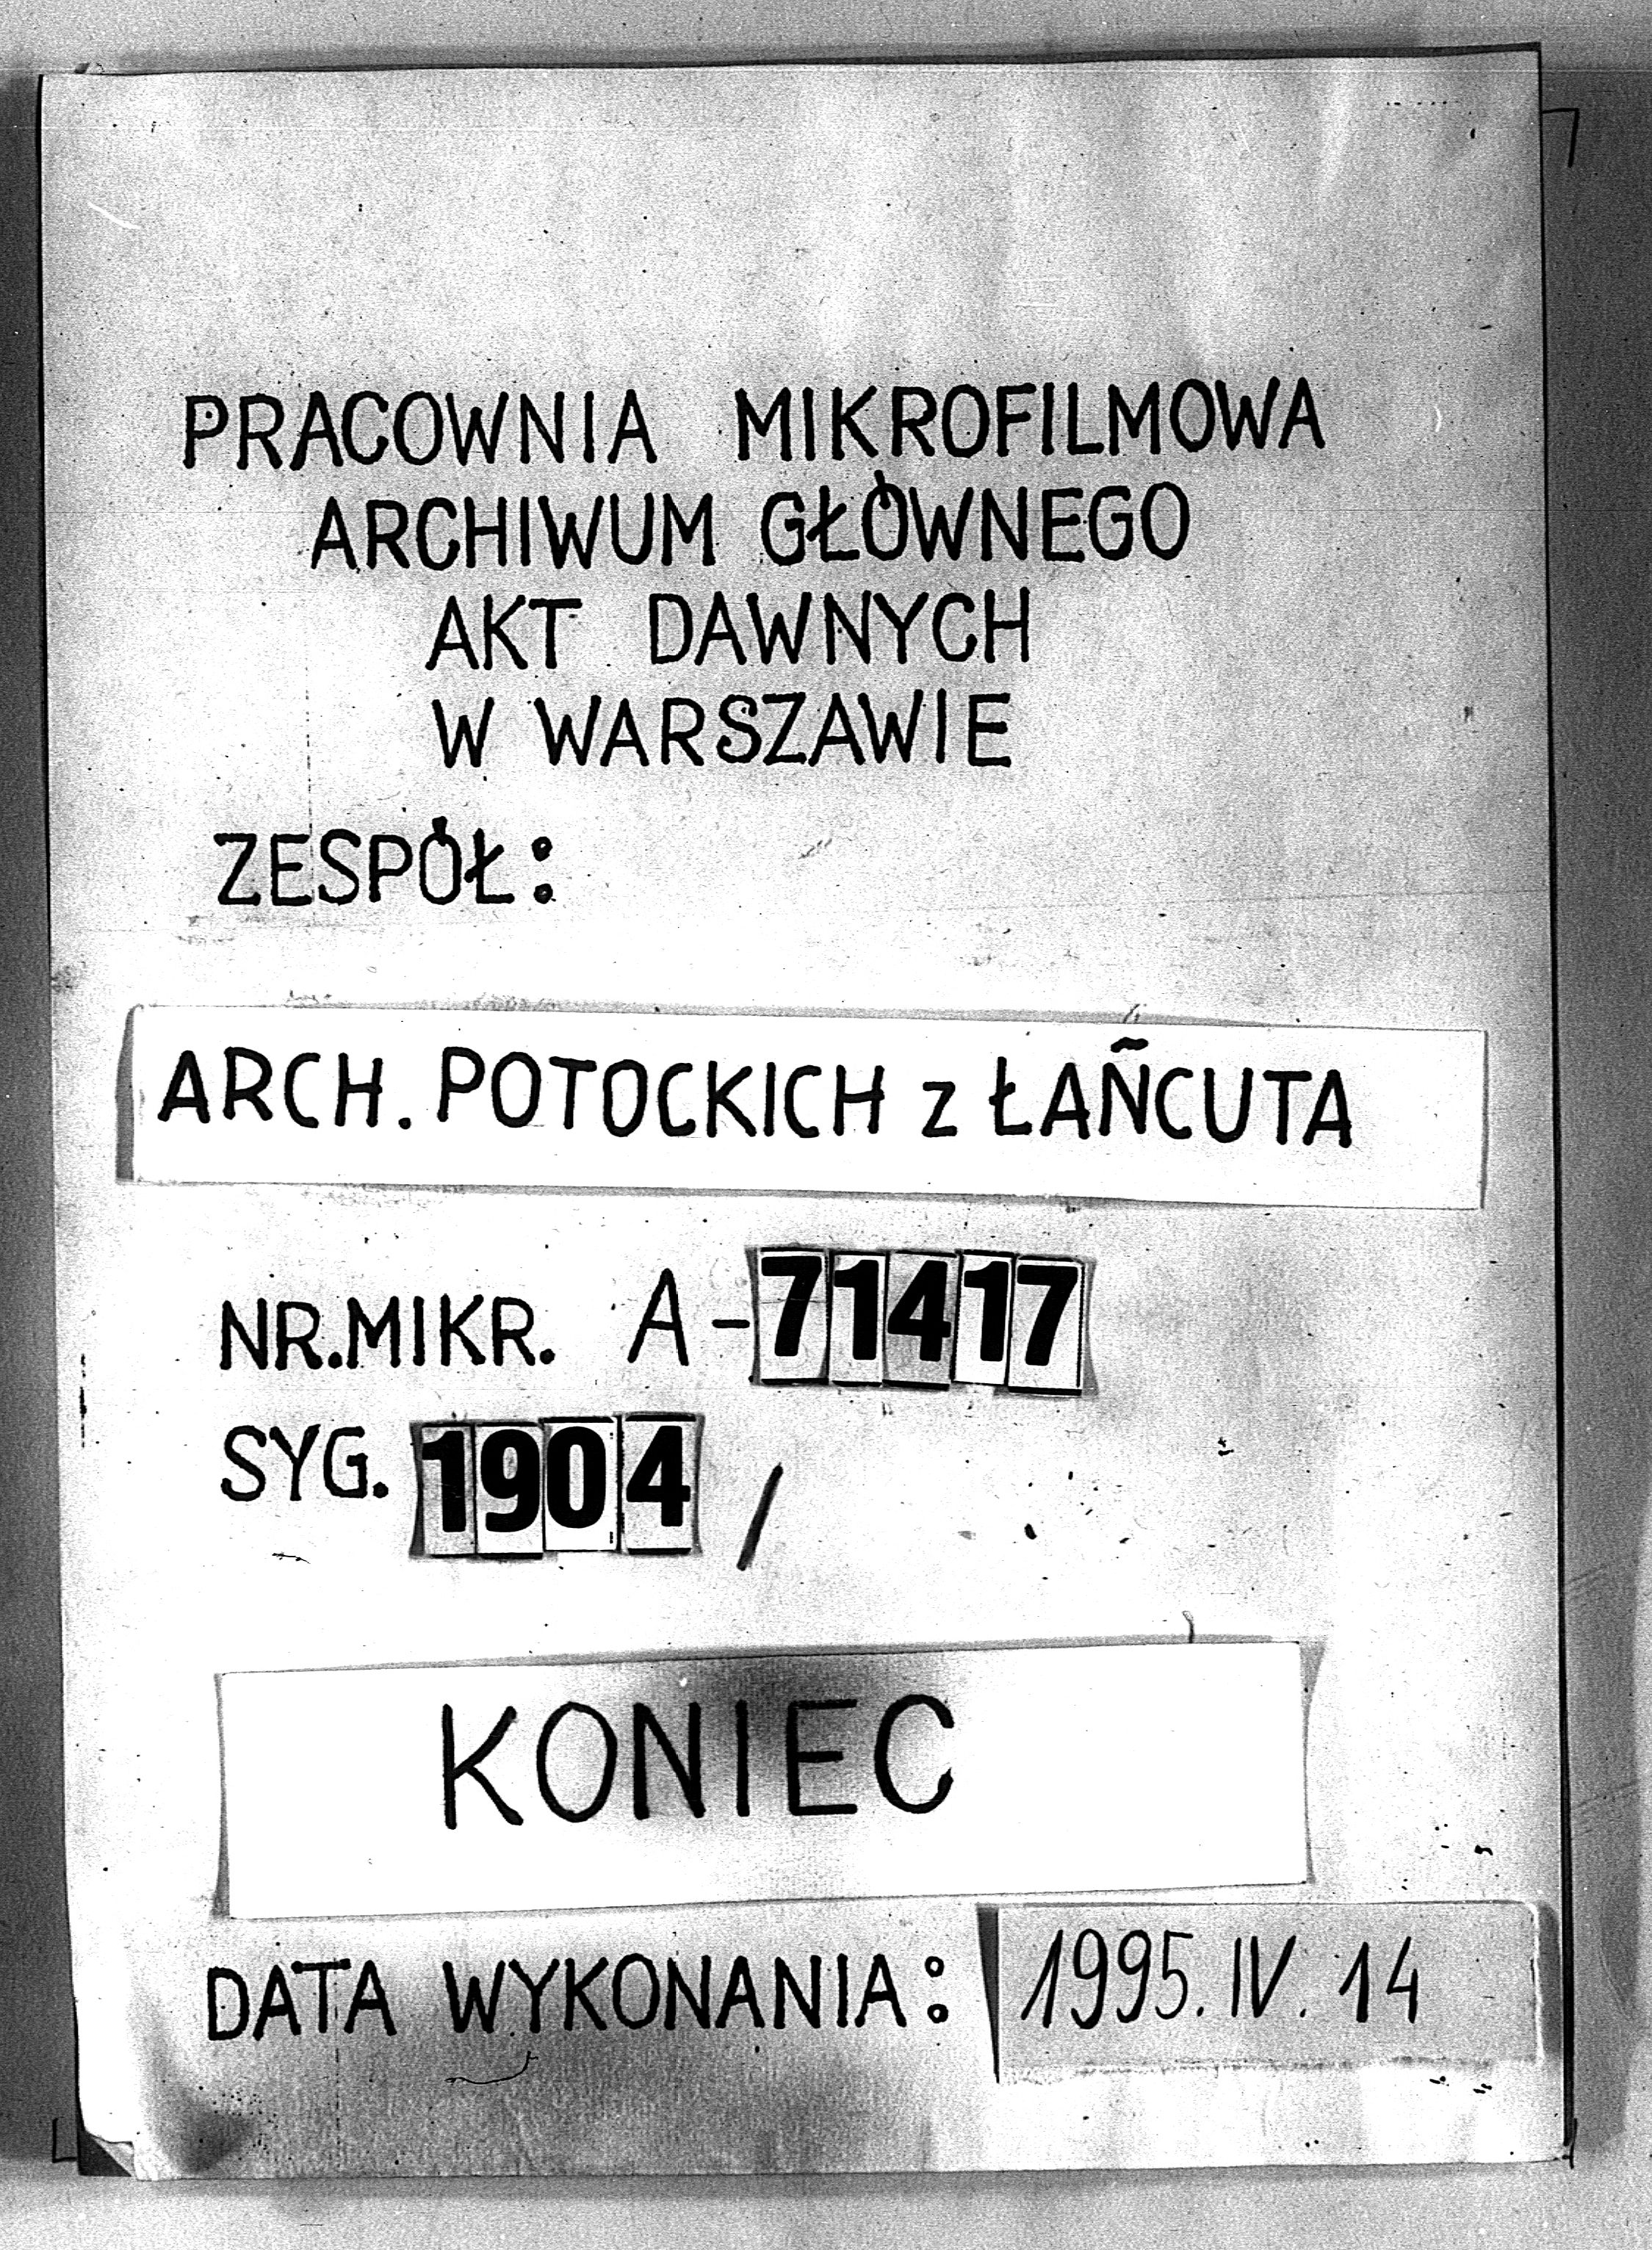 PRACOWNIA MIKROFILMOWA
ARCHIWUM GŁÓWNEGO
AKT DAWNYCH
W WARSZAWIE
ZESPÓŁ:
ARCH. POTOCKICH z ŁAÑCUTA
NR.MIKR. A-71417
SYG. 1904 /
KONIEC
DATA WYKONANIA: 1995. IV. 14